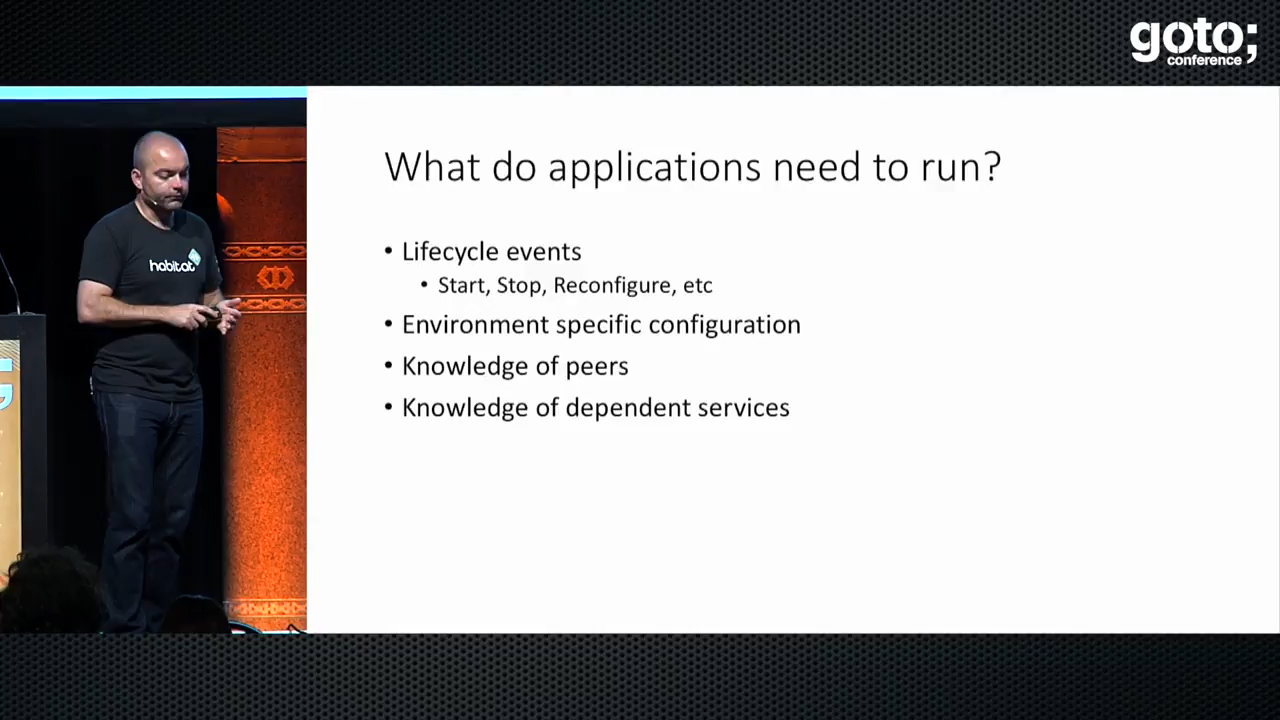 goto;
conference
What do applications need to run?
• Lifecycle events
• Start, Stop, Reconfigure, etc
• Environment specific configuration
• Knowledge of peers
• Knowledge of dependent services
habitat